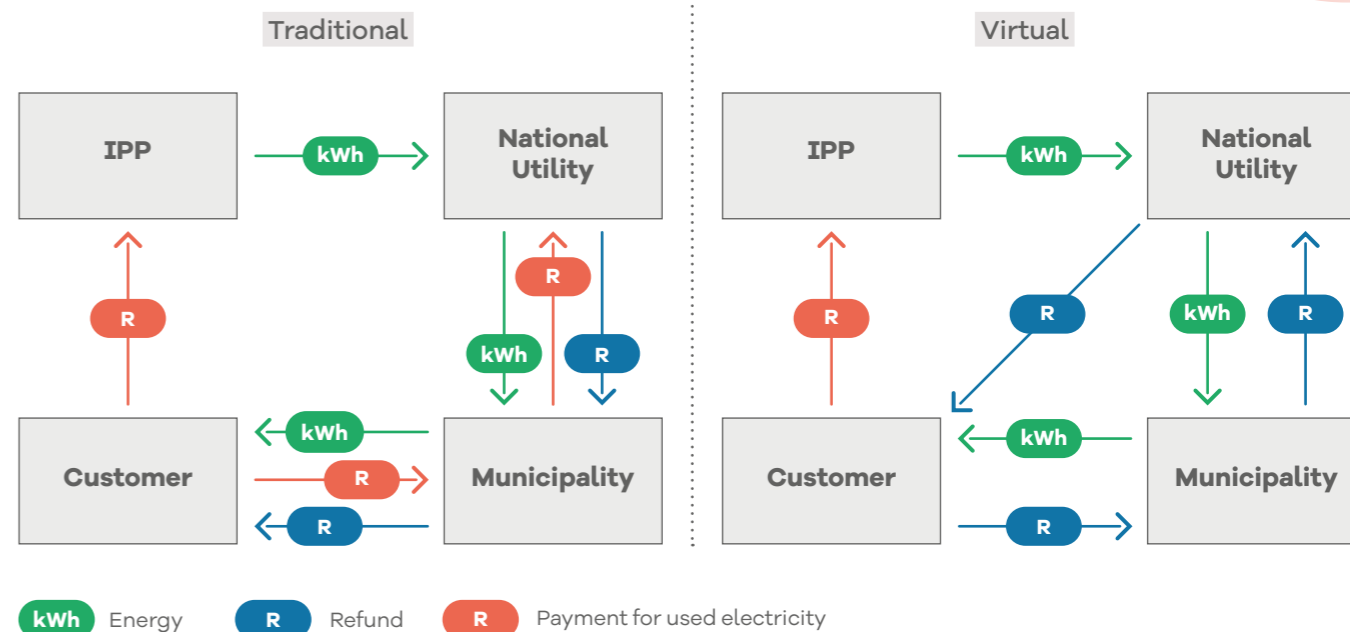 Traditional
IPP
kWh
National
Utility
R
R
kWh
R
kWh
Customer
R
Municipality
R
Virtual
IPP
kWh
National
Utility
R
R
kWh
R
kWh
Customer
Municipality
R
kWh Energy
R Refund
R Payment for used electricity